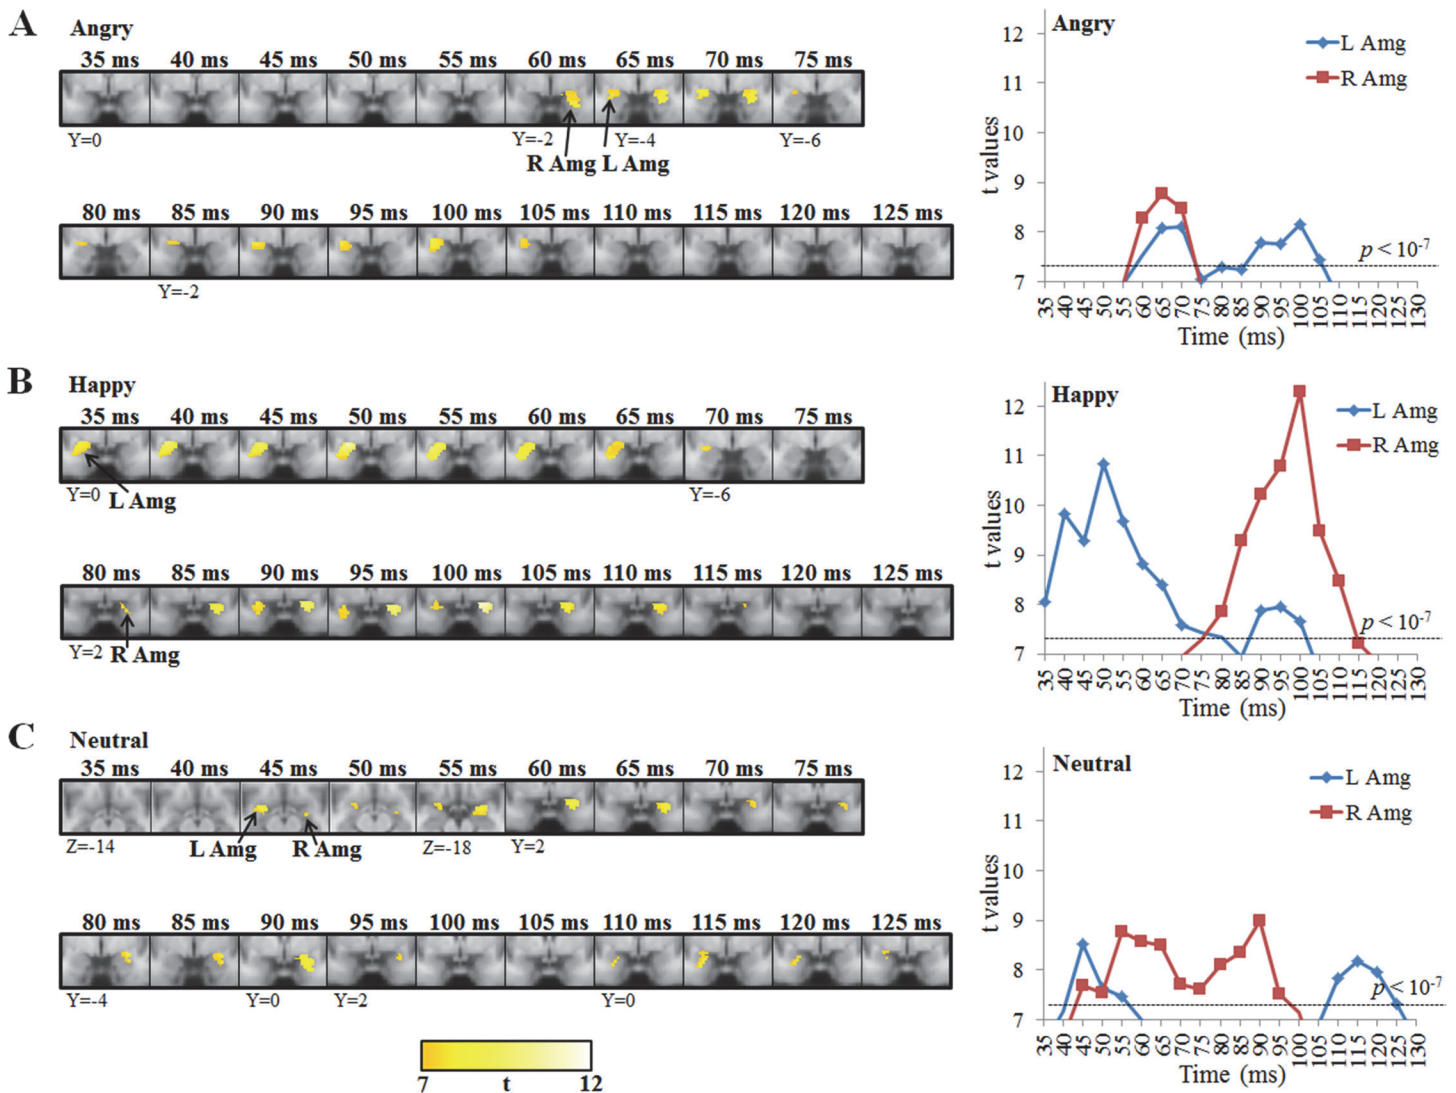 A
Angry
35 ms 40 ms 45 ms 50 ms 55 ms 60 ms 65 ms 70 ms 75 ms
Y=0 Y=-2 Y=-4 Y=-6
R Amg L Amg
80 ms 85 ms 90 ms 95 ms 100 ms 105 ms 110 ms 115 ms 120 ms 125 ms
Y=-2
Angry
L Amg
R Amg
12
11
10
9
8
7
t values
p < 10-7
35 40 45 50 55 60 65 70 75 80 85 90 95 100 105 110 115 120 125 130
Time (ms)
B
Happy
35 ms 40 ms 45 ms 50 ms 55 ms 60 ms 65 ms 70 ms 75 ms
Y=0 L Amg Y=-6
80 ms 85 ms 90 ms 95 ms 100 ms 105 ms 110 ms 115 ms 120 ms 125 ms
Y=2 R Amg
Happy
L Amg
R Amg
12
11
10
9
8
7
t values
p < 10-7
35 40 45 50 55 60 65 70 75 80 85 90 95 100 105 110 115 120 125 130
Time (ms)
C
Neutral
35 ms 40 ms 45 ms 50 ms 55 ms 60 ms 65 ms 70 ms 75 ms
Z=-14 L Amg R Amg Z=-18 Y=2
80 ms 85 ms 90 ms 95 ms 100 ms 105 ms 110 ms 115 ms 120 ms 125 ms
Y=-4 Y=0 Y=2 Y=0
7 t 12
Neutral
L Amg
R Amg
12
11
10
9
8
7
t values
p < 10-7
35 40 45 50 55 60 65 70 75 80 85 90 95 100 105 110 115 120 125 130
Time (ms)